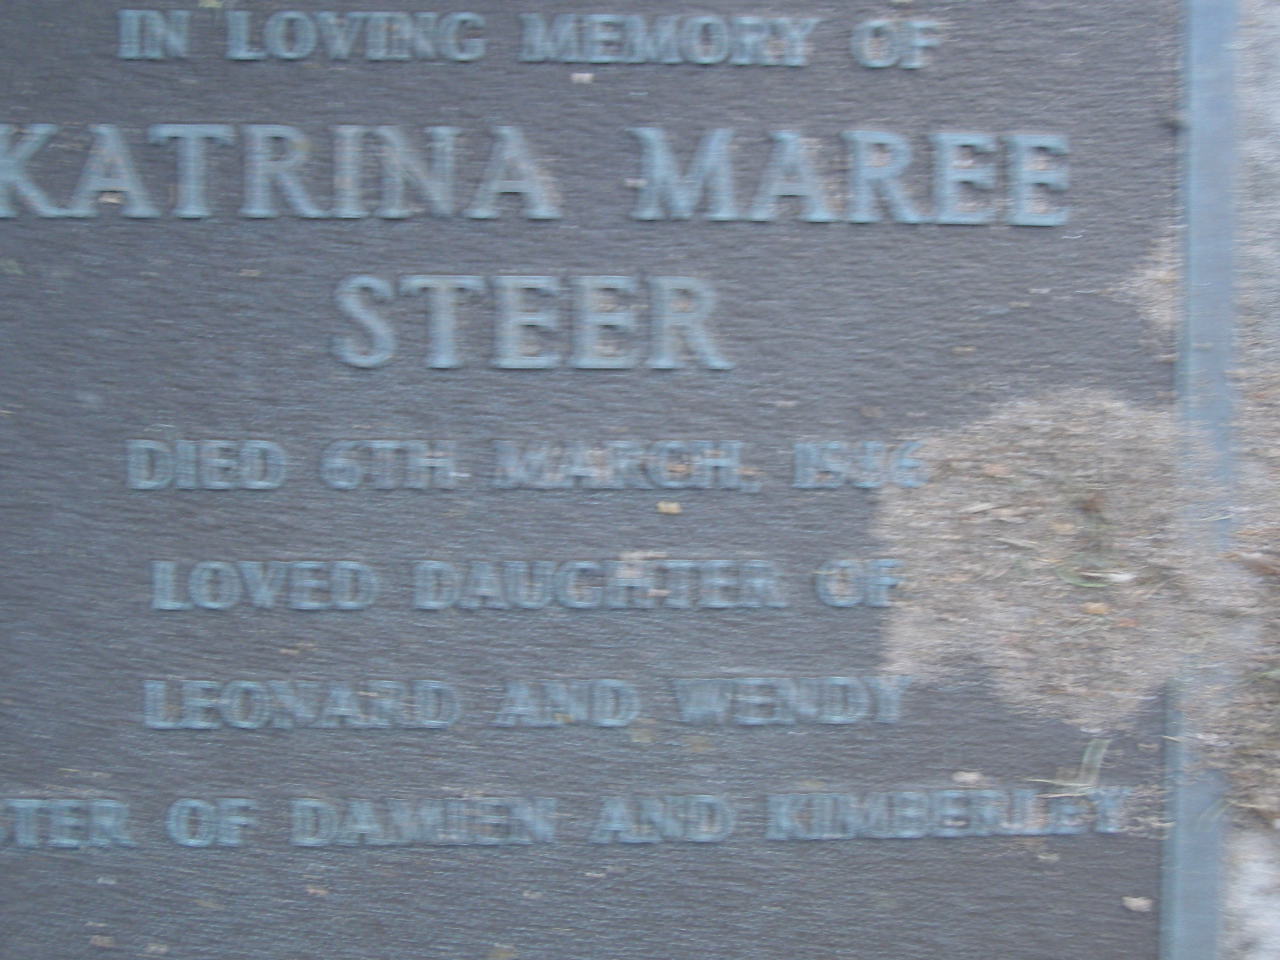 IN LOVING MEMORY OF
KATRINA MAREE
STEER
DIED 6TH MARCH, 1986
LOVED DAUGHTER OF
LEONARD AND WENDY
STER OF DAMIEN AND KIMBERLEY